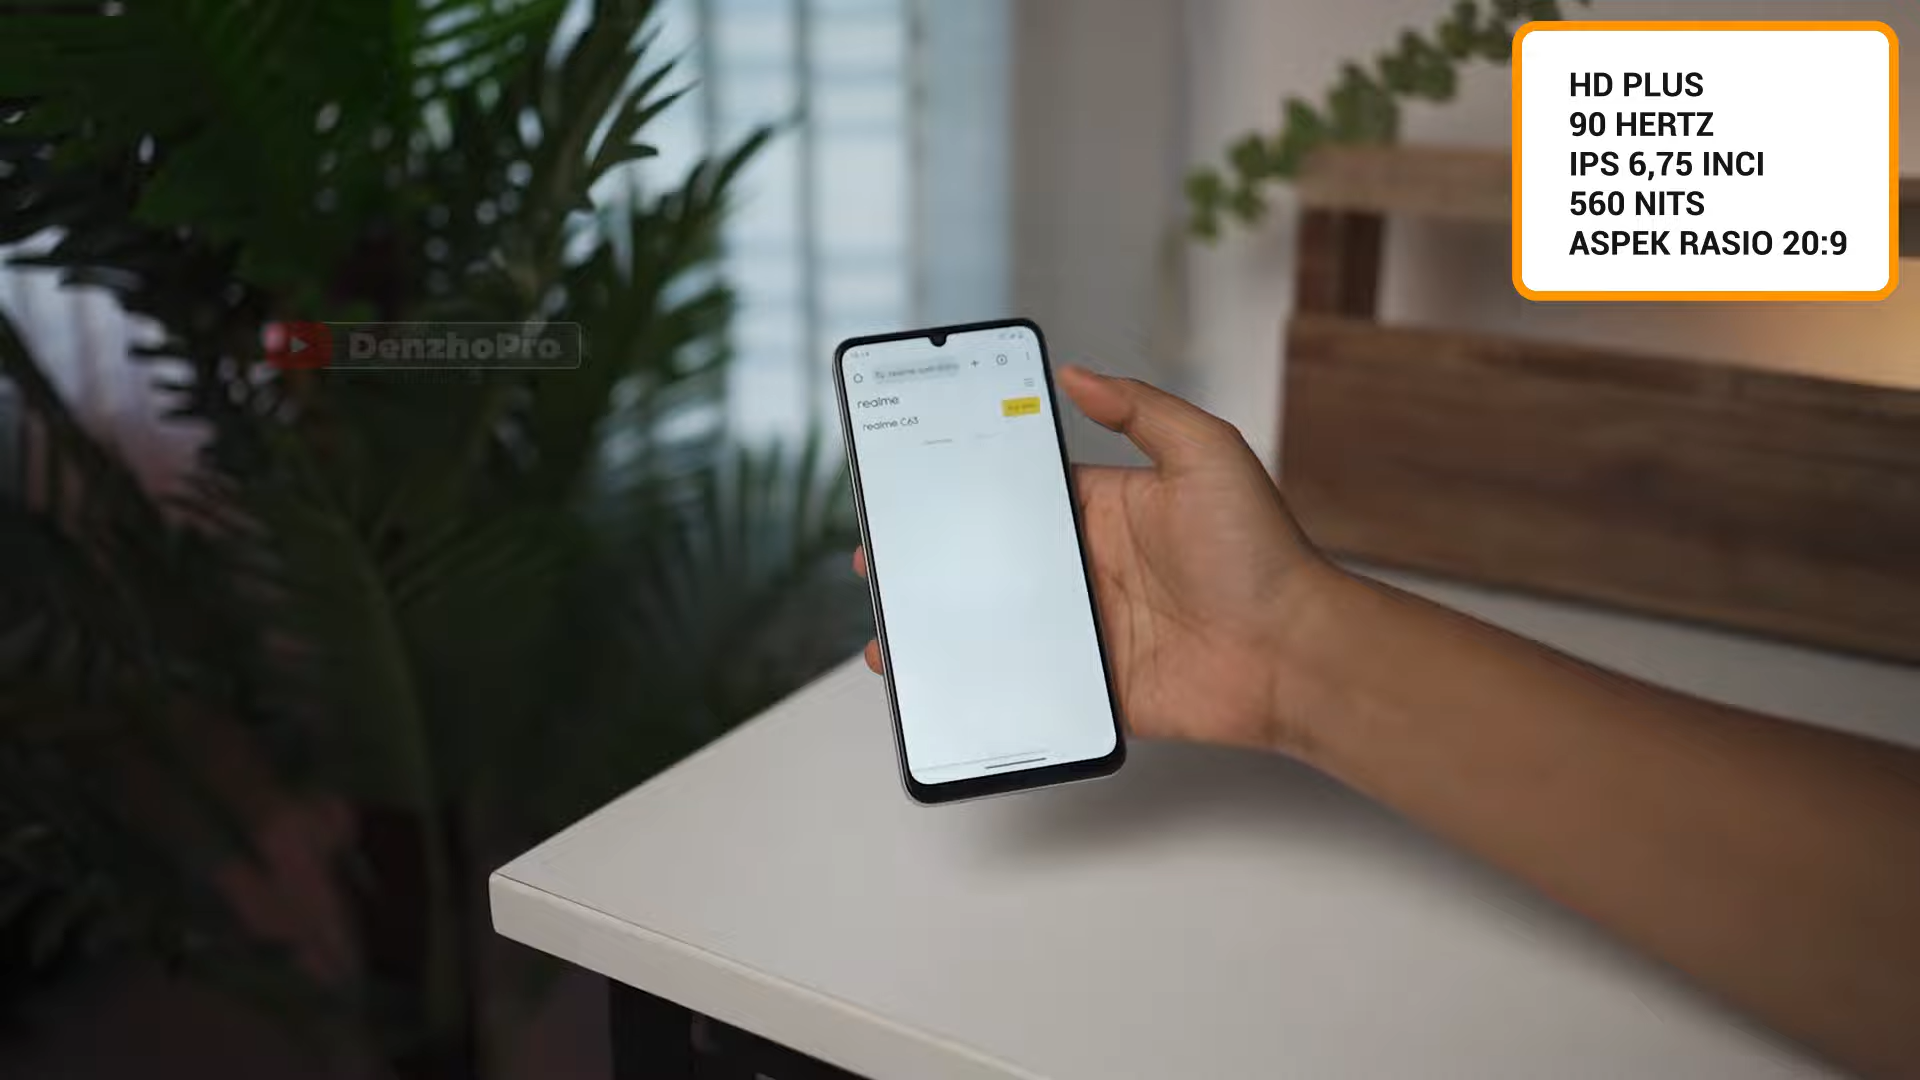 HD PLUS
90 HERTZ
IPS 6,75 INCI
560 NITS
ASPEK RASIO 20:9
DenzhoPro
realme
realme C63